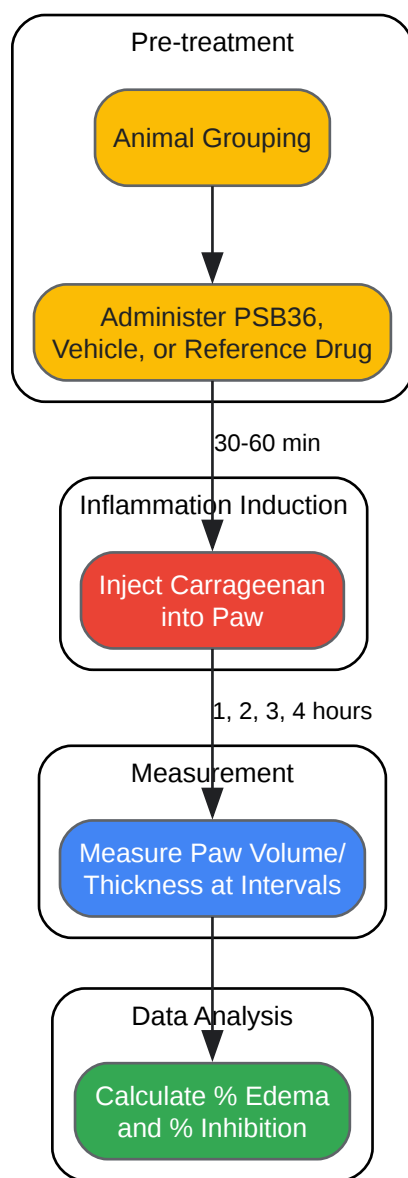 Pre-treatment
Animal Grouping
Administer PSB36,
Vehicle, or Reference Drug
30-60 min
Inflammation Induction
Inject Carrageenan
into Paw
1, 2, 3, 4 hours
Measurement
Measure Paw Volume/
Thickness at Intervals
Data Analysis
Calculate % Edema
and % Inhibition